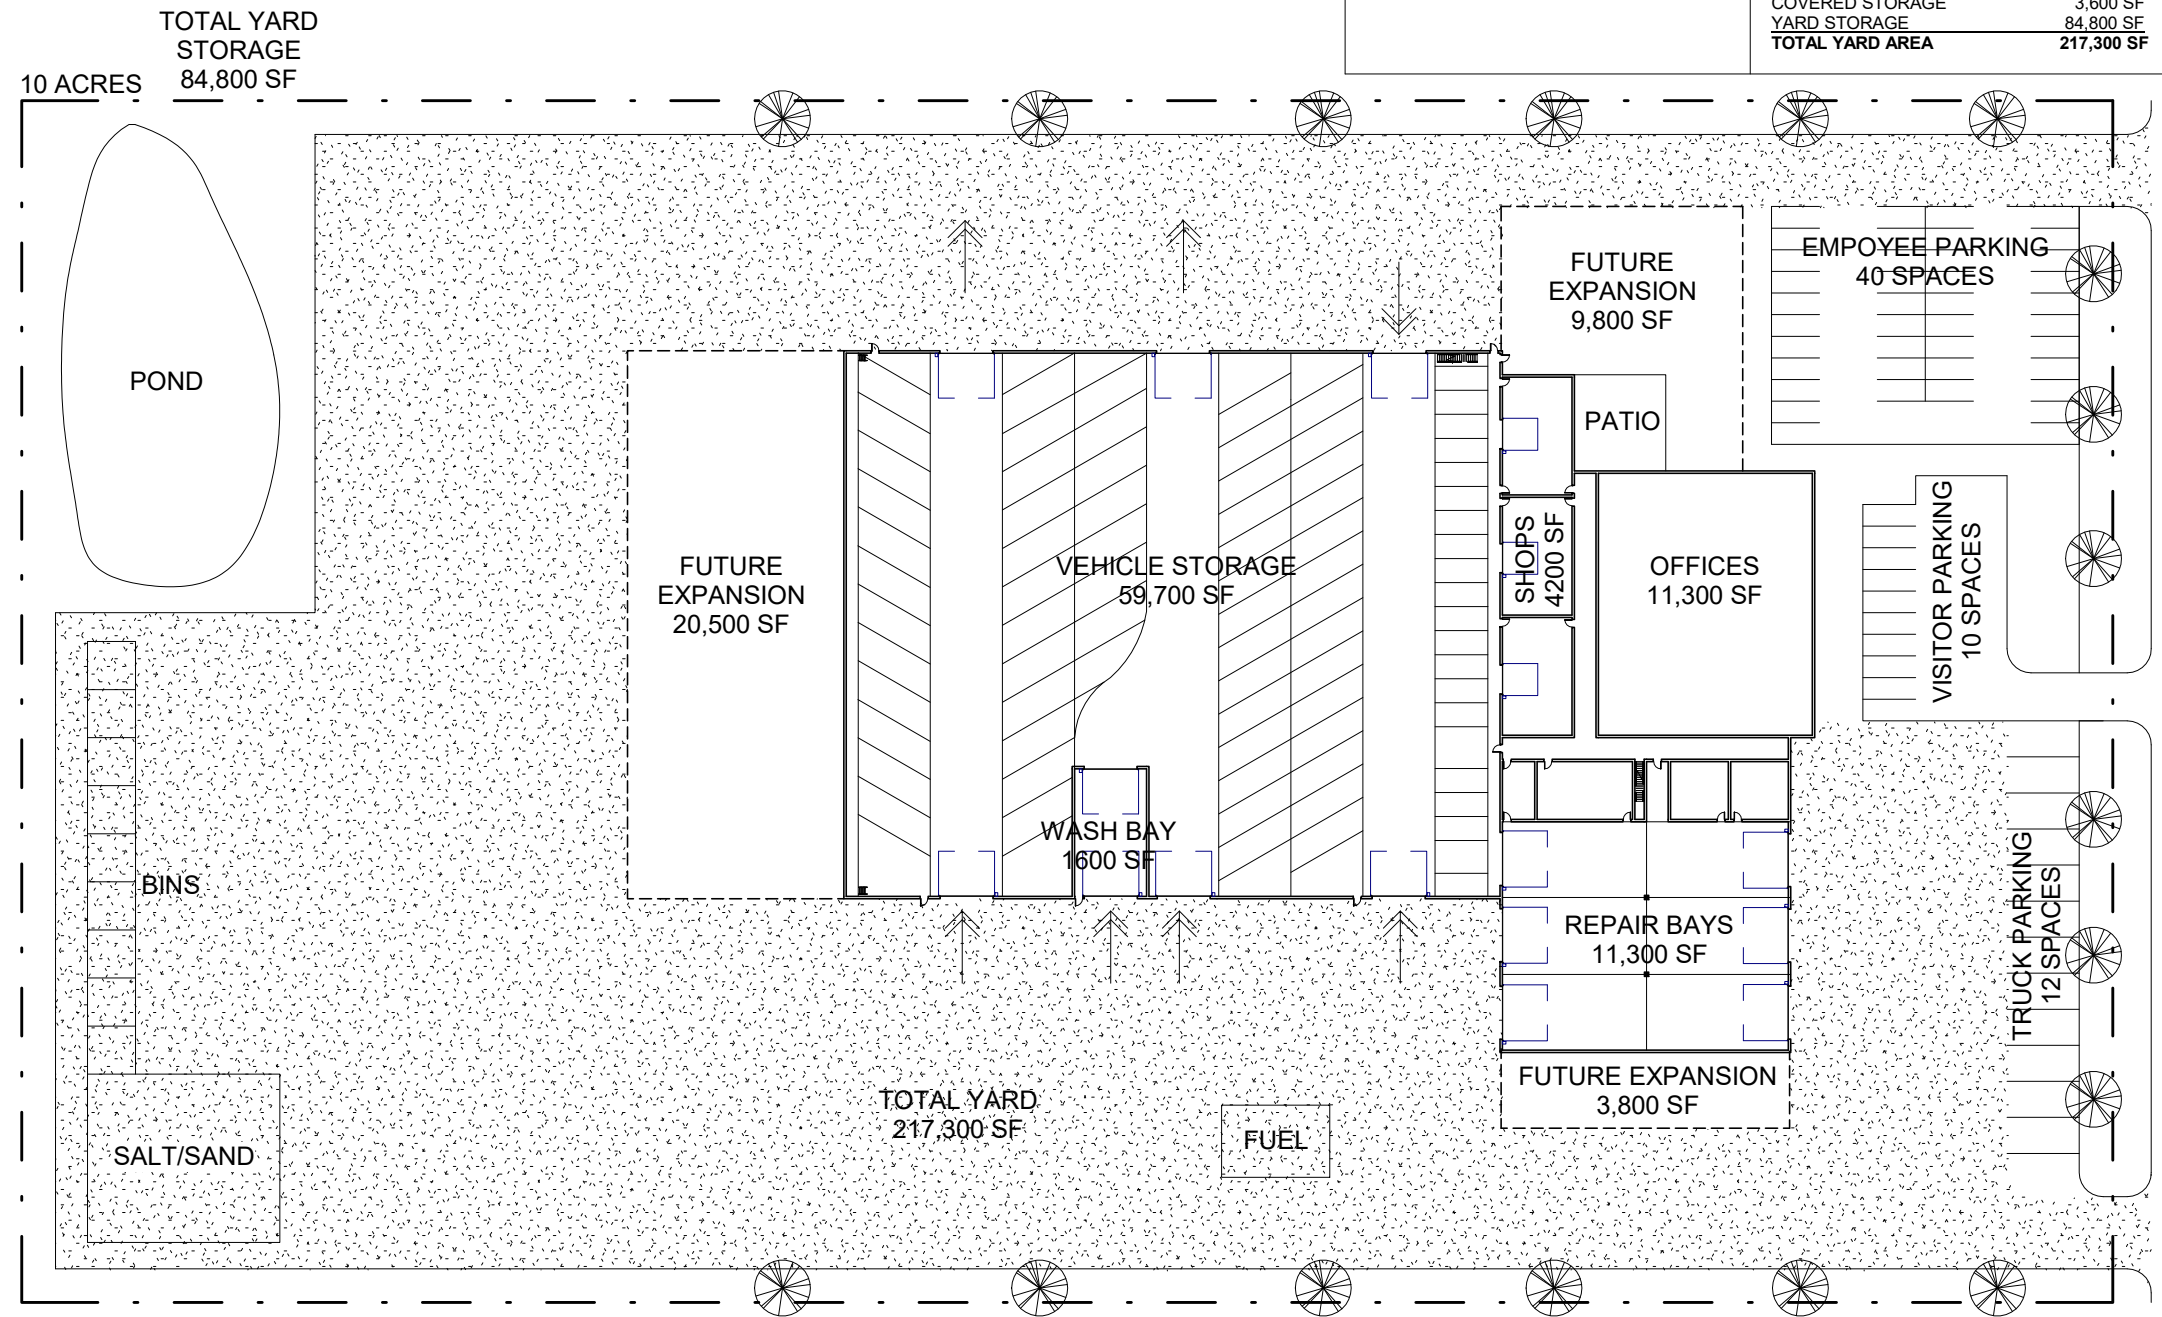 COVERED STORAGE 3,600 SF
YARD STORAGE 84,800 SF
TOTAL YARD AREA 217,300 SF
TOTAL YARD
STORAGE
84,800 SF
10 ACRES
POND
FUTURE
EXPANSION
9,800 SF
EMPOYEE PARKING
40 SPACES
PATIO
FUTURE
EXPANSION
20,500 SF
VEHICLE STORAGE
59,700 SF
SHOPS
4200 SF
OFFICES
11,300 SF
VISITOR PARKING
10 SPACES
WASH BAY
1600 SF
BINS
REPAIR BAYS
11,300 SF
TRUCK PARKING
12 SPACES
FUTURE EXPANSION
3,800 SF
TOTAL YARD
217,300 SF
FUEL
SALT/SAND